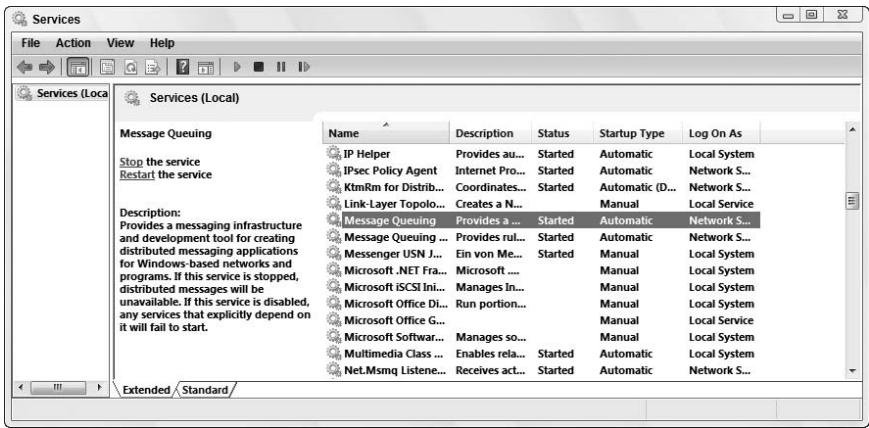 Services
File Action View Help
Services (Loca
Services (Local)
Message Queuing
Stop the service
Restart the service
Description:
Provides a messaging infrastructure
and development tool for creating
distributed messaging applications
for Windows-based networks and
programs. If this service is stopped,
distributed messages will be
unavailable. If this service is disabled,
any services that explicitly depend on
it will fail to start.
Name Description Status Startup Type Log On As
IP Helper Provides au... Started Automatic Local System
IPsec Policy Agent Internet Pro... Started Automatic Network S...
KtmRm for Distrib... Coordinates... Started Automatic (D... Network S...
Link-Layer Topolo... Creates a N... Manual Local Service
Message Queuing Provides a ... Started Automatic Network S...
Message Queuing ... Provides rul... Started Automatic Network S...
Messenger USN J... Ein von Me... Started Manual Local System
Microsoft .NET Fra... Microsoft .... Manual Local System
Microsoft iSCSI Ini... Manages In... Manual Local System
Microsoft Office Di... Run portion... Manual Local System
Microsoft Office G... Manual Local Service
Microsoft Softwar... Manages so... Manual Local System
Multimedia Class ... Enables rela... Started Automatic Local System
Net.Msmq Listene... Receives act... Started Automatic Network S...
Extended Standard